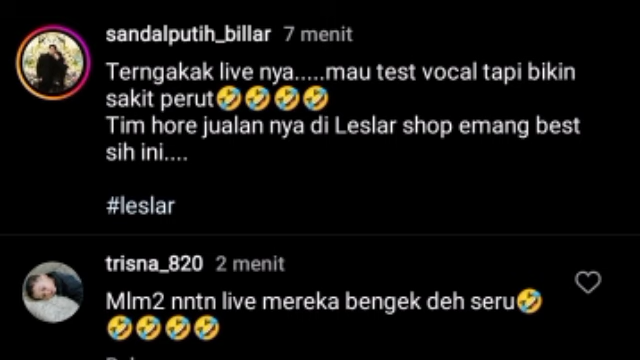 sandalputih_billar 7 menit
Terngakak live nya.....mau test vocal tapi bikin
sakit perut🤣🤣🤣🤣
Tim hore jualan nya di Leslar shop emang best
sih ini....
#leslar
trisna_820 2 menit
Mlm2 nntn live mereka bengek deh seru🤣
🤣🤣🤣🤣